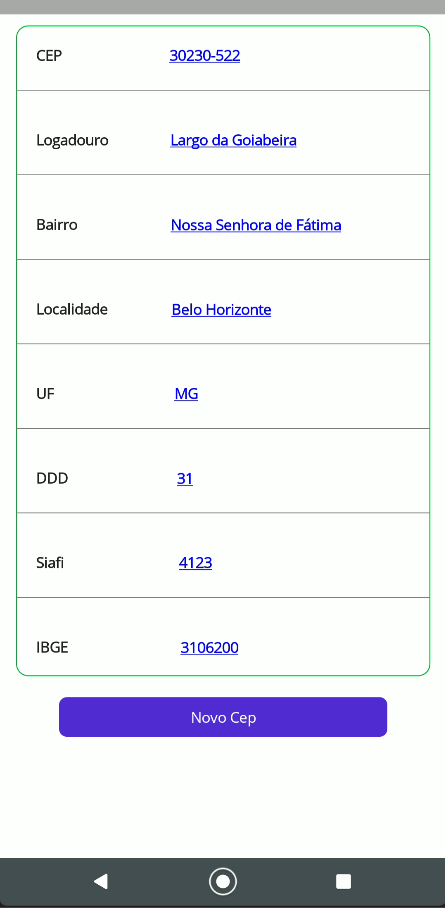 CEP 30230-522
Logadouro Largo da Goiabeira
Bairro Nossa Senhora de Fátima
Localidade Belo Horizonte
UF MG
DDD 31
Siafi 4123
IBGE 3106200
Novo Cep